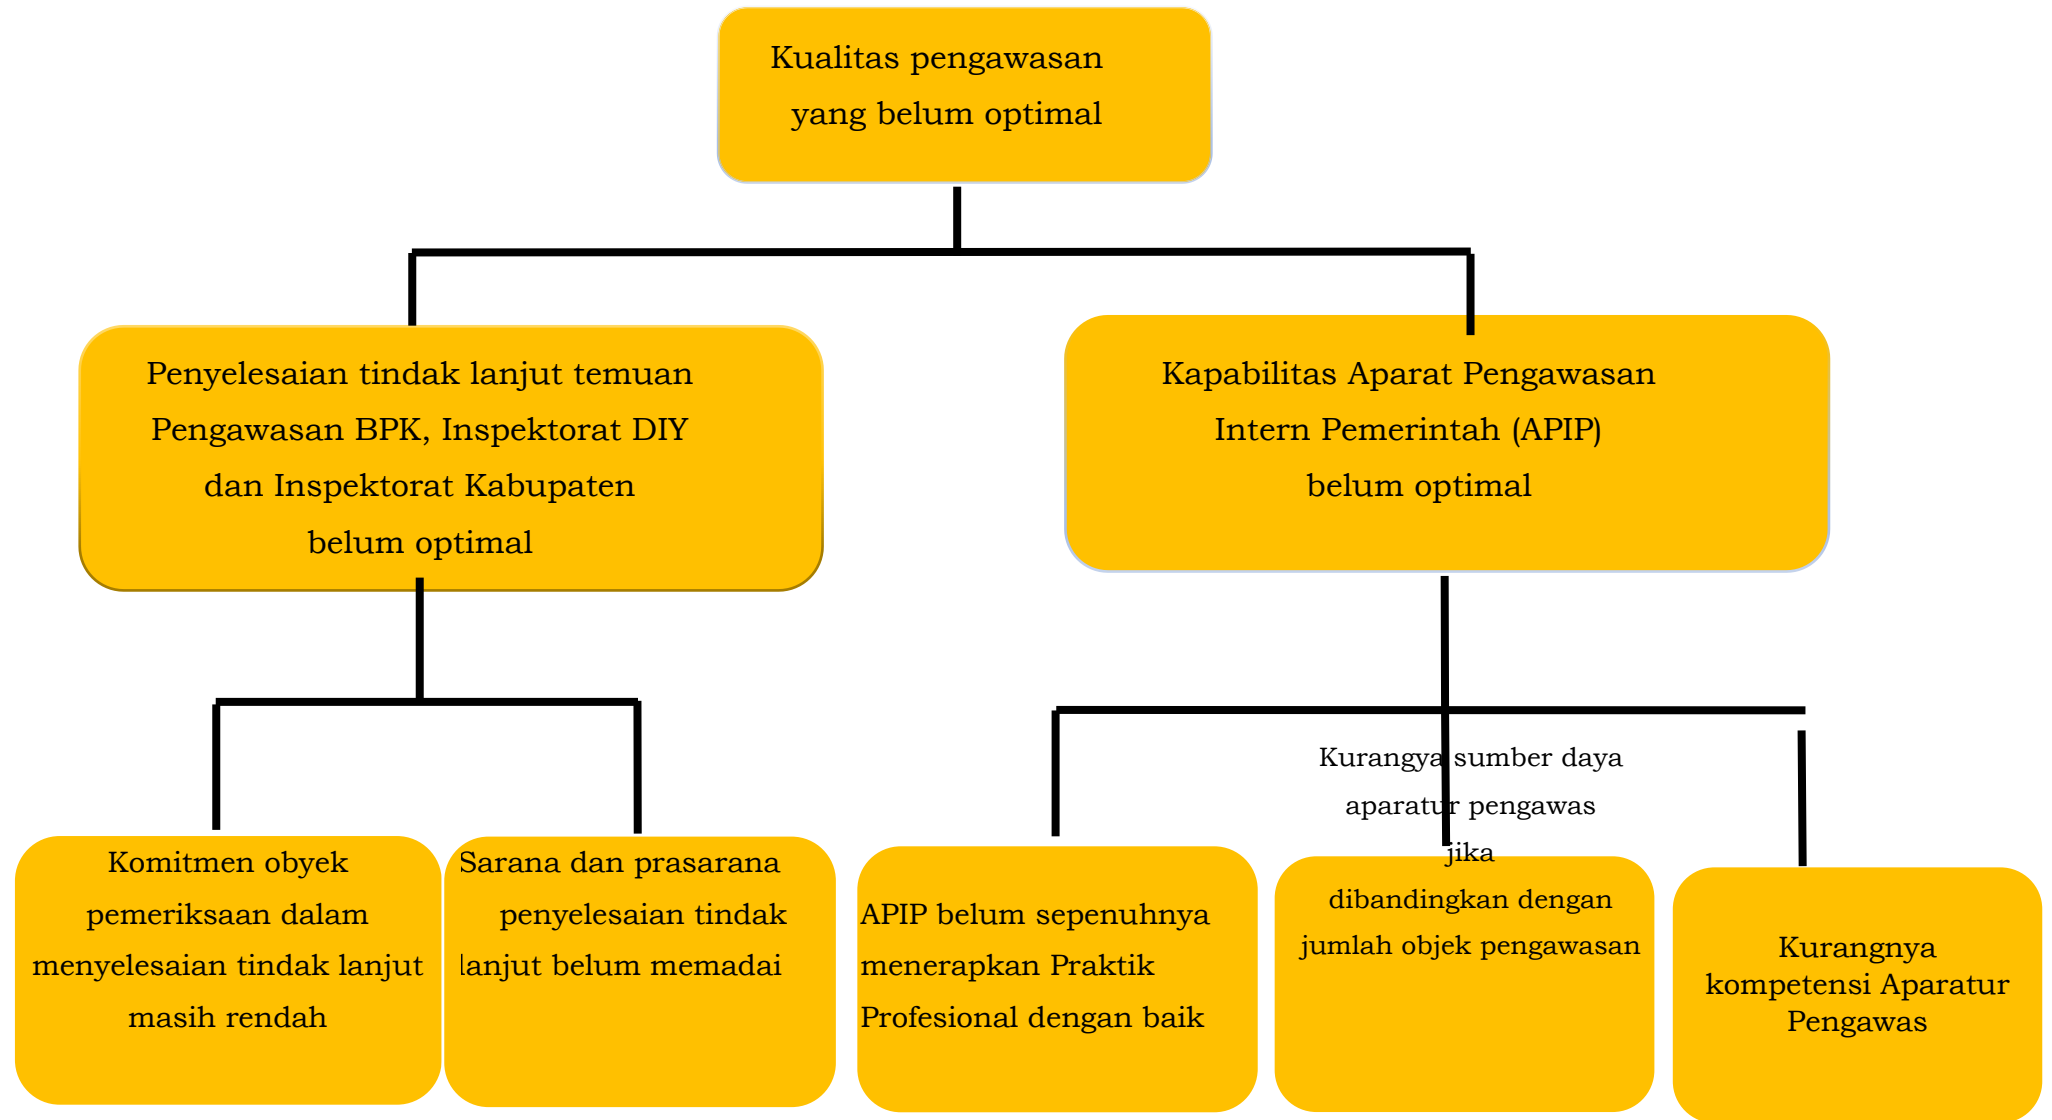 Kualitas pengawasan
yang belum optimal
Penyelesaian tindak lanjut temuan
Pengawasan BPK, Inspektorat DIY
dan Inspektorat Kabupaten
belum optimal
Kapabilitas Aparat Pengawasan
Intern Pemerintah (APIP)
belum optimal
Komitmen obyek
pemeriksaan dalam
menyelesaian tindak lanjut
masih rendah
Sarana dan prasarana
penyelesaian tindak
lanjut belum memadai
APIP belum sepenuhnya
menerapkan Praktik
Profesional dengan baik
Kurangya sumber daya
aparatur pengawas
jika
dibandingkan dengan
jumlah objek pengawasan
Kurangnya
kompetensi Aparatur
Pengawas